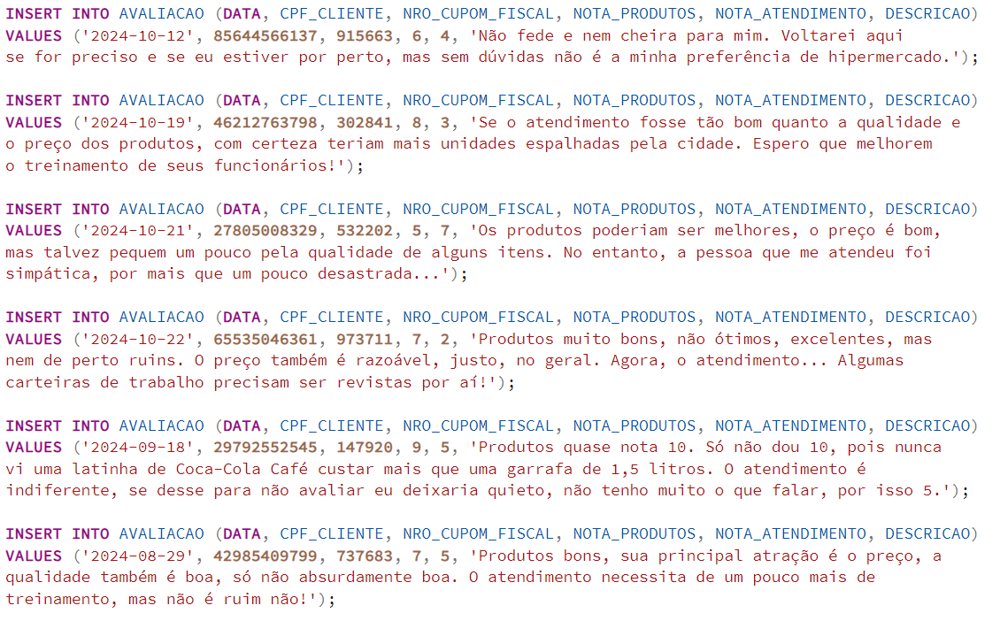 INSERT INTO AVALIACAO (DATA, CPF_CLIENTE, NRO_CUPOM_FISCAL, NOTA_PRODUTOS, NOTA_ATENDIMENTO, DESCRICAO)
VALUES ('2024-10-12', 85644566137, 915663, 6, 4, 'Não fede e nem cheira para mim. Voltarei aqui
se for preciso e se eu estiver por perto, mas sem dúvidas não é a minha preferência de hipermercado.');
INSERT INTO AVALIACAO (DATA, CPF_CLIENTE, NRO_CUPOM_FISCAL, NOTA_PRODUTOS, NOTA_ATENDIMENTO, DESCRICAO)
VALUES ('2024-10-19', 46212763798, 302841, 8, 3, 'Se o atendimento fosse tão bom quanto a qualidade e
o preço dos produtos, com certeza teriam mais unidades espalhadas pela cidade. Espero que melhorem
o treinamento de seus funcionários!');
INSERT INTO AVALIACAO (DATA, CPF_CLIENTE, NRO_CUPOM_FISCAL, NOTA_PRODUTOS, NOTA_ATENDIMENTO, DESCRICAO)
VALUES ('2024-10-21', 27805008329, 532202, 5, 7, 'Os produtos poderiam ser melhores, o preço é bom,
mas talvez pequem um pouco pela qualidade de alguns itens. No entanto, a pessoa que me atendeu foi
simpática, por mais que um pouco desastrada...');
INSERT INTO AVALIACAO (DATA, CPF_CLIENTE, NRO_CUPOM_FISCAL, NOTA_PRODUTOS, NOTA_ATENDIMENTO, DESCRICAO)
VALUES ('2024-10-22', 65535046361, 973711, 7, 2, 'Produtos muito bons, não ótimos, excelentes, mas
nem de perto ruins. O preço também é razoável, justo, no geral. Agora, o atendimento... Algumas
carteiras de trabalho precisam ser revistas por aí!');
INSERT INTO AVALIACAO (DATA, CPF_CLIENTE, NRO_CUPOM_FISCAL, NOTA_PRODUTOS, NOTA_ATENDIMENTO, DESCRICAO)
VALUES ('2024-09-18', 29792552545, 147920, 9, 5, 'Produtos quase nota 10. Só não dou 10, pois nunca
vi uma latinha de Coca-Cola Café custar mais que uma garrafa de 1,5 litros. O atendimento é
indiferente, se desse para não avaliar eu deixaria quieto, não tenho muito o que falar, por isso 5.');
INSERT INTO AVALIACAO (DATA, CPF_CLIENTE, NRO_CUPOM_FISCAL, NOTA_PRODUTOS, NOTA_ATENDIMENTO, DESCRICAO)
VALUES ('2024-08-29', 42985409799, 737683, 7, 5, 'Produtos bons, sua principal atração é o preço, a
qualidade também é boa, só não absurdamente boa. O atendimento necessita de um pouco mais de
treinamento, mas não é ruim não!');